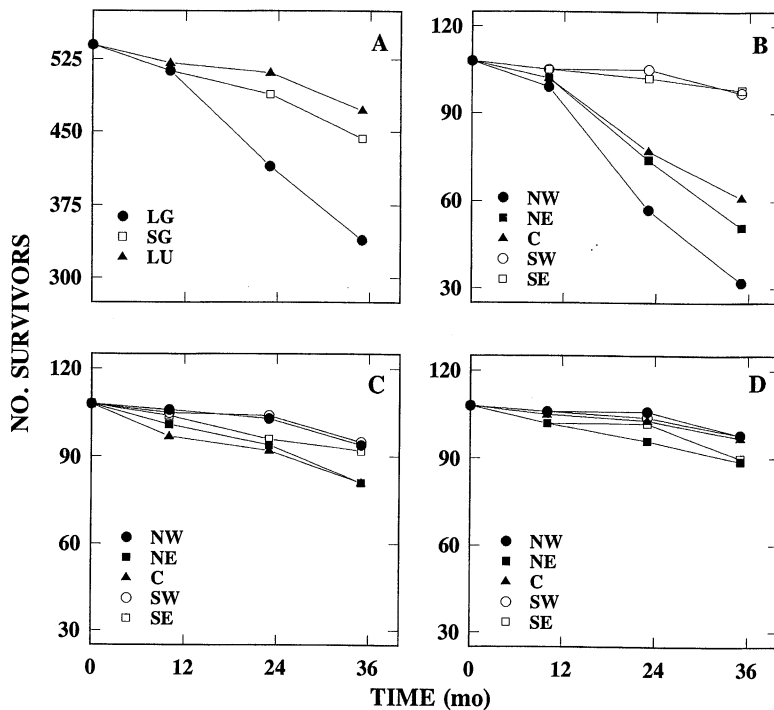 NO. SURVIVORS
A
525
450
375
300
LG
SG
LU
B
120
90
60
30
NW
NE
C
SW
SE
C
120
90
60
30
NW
NE
C
SW
SE
0
12
24
36
D
120
90
60
30
NW
NE
C
SW
SE
0
12
24
36
TIME (mo)